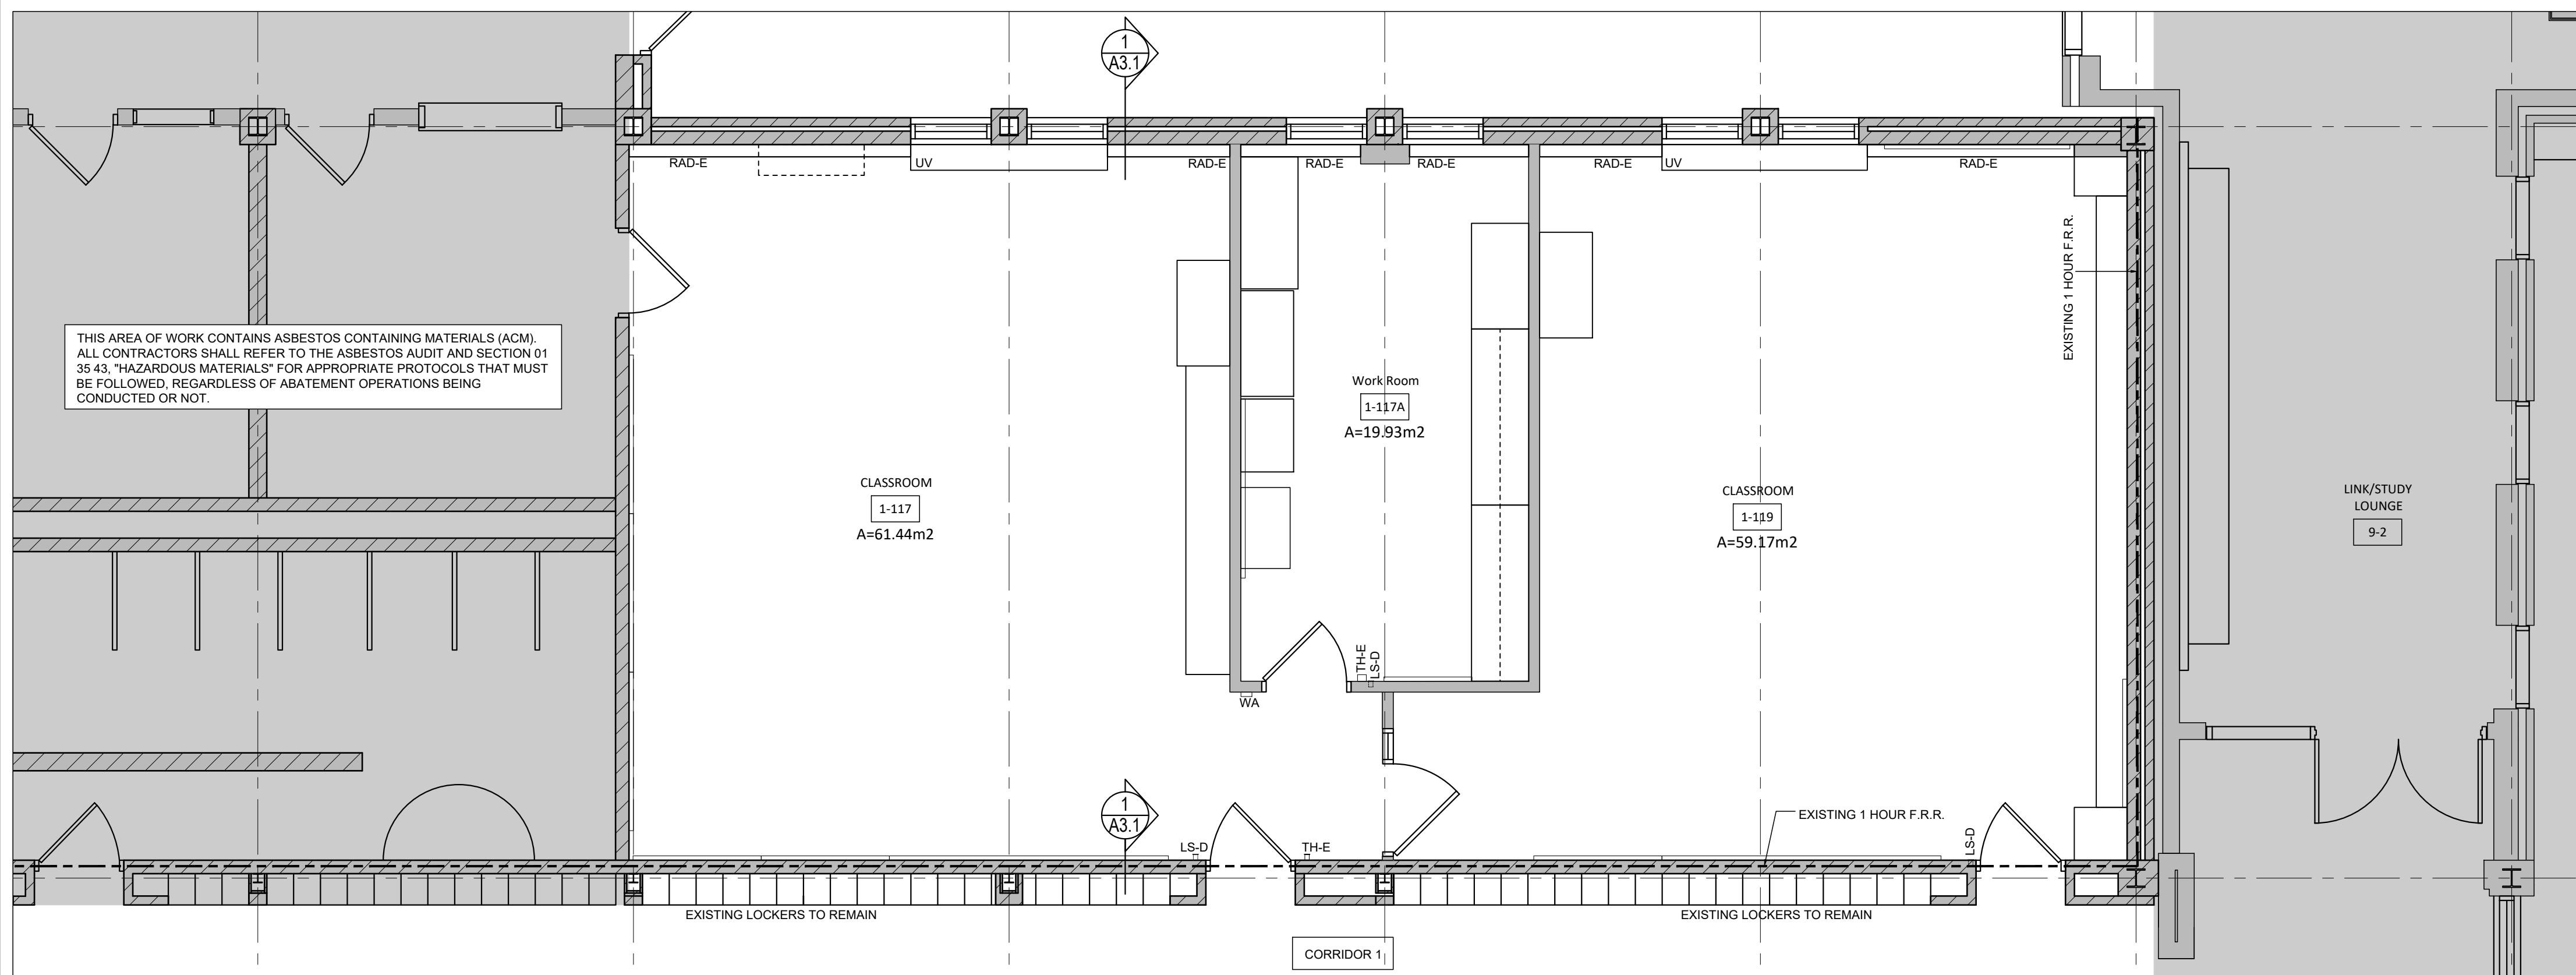 1
A3.1
RAD-E
UV
RAD-E
RAD-E
RAD-E
RAD-E
UV
RAD-E
EXISTING 1 HOUR F.R.R.
THIS AREA OF WORK CONTAINS ASBESTOS CONTAINING MATERIALS (ACM).
ALL CONTRACTORS SHALL REFER TO THE ASBESTOS AUDIT AND SECTION 01
35 43, "HAZARDOUS MATERIALS" FOR APPROPRIATE PROTOCOLS THAT MUST
BE FOLLOWED, REGARDLESS OF ABATEMENT OPERATIONS BEING
CONDUCTED OR NOT.
Work Room
1-117A
A=19.93m2
CLASSROOM
1-117
A=61.44m2
CLASSROOM
1-119
A=59.17m2
LINK/STUDY
LOUNGE
9-2
TH-E
LS-D
WA
1
A3.1
LS-D
TH-E
EXISTING 1 HOUR F.R.R.
LS-D
EXISTING LOCKERS TO REMAIN
EXISTING LOCKERS TO REMAIN
CORRIDOR 1